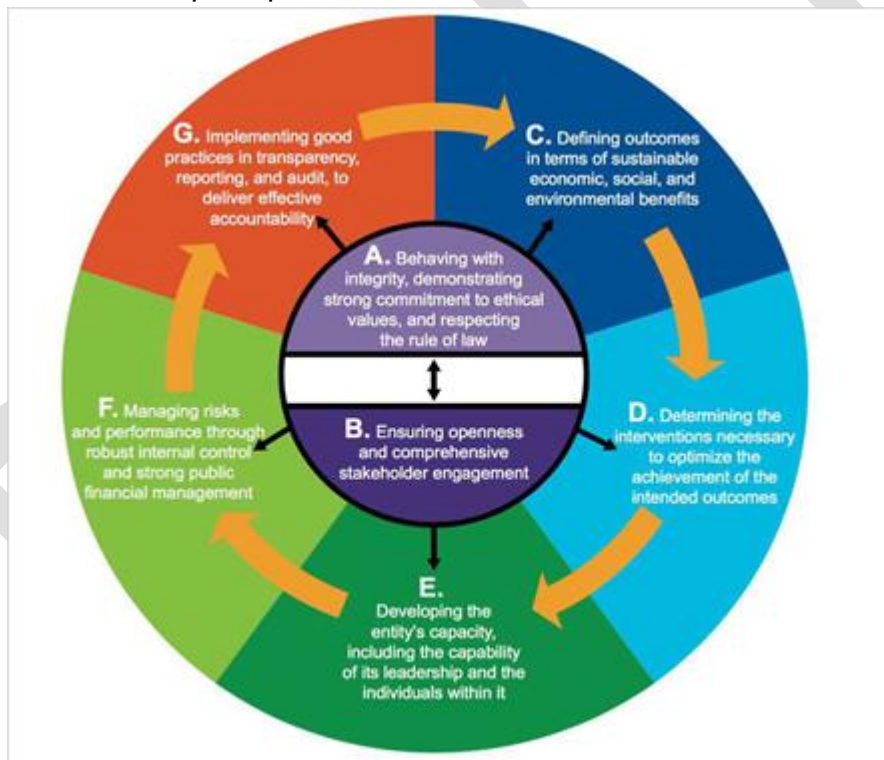 G. Implementing good
practices in transparency,
reporting, and audit, to
deliver effective
accountability
C. Defining outcomes
in terms of sustainable
economic, social, and
environmental benefits
A. Behaving with
integrity, demonstrating
strong commitment to ethical
values, and respecting
the rule of law
B. Ensuring openness
and comprehensive
stakeholder engagement
D. Determining the
interventions necessary
to optimize the
achievement of the
intended outcomes
E.
Developing the
entity's capacity,
including the capability
of its leadership and the
individuals within it
F. Managing risks
and performance through
robust internal control
and strong public
financial management